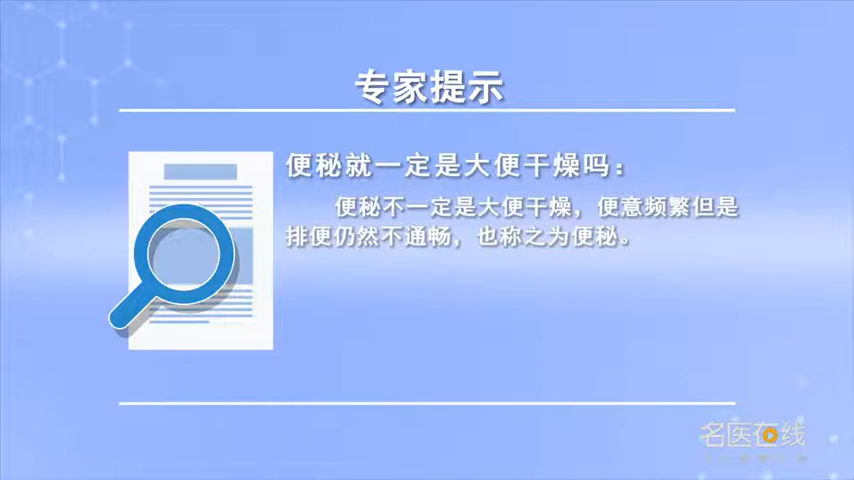 专家提示
便秘就一定是大便干燥吗：
便秘不一定是大便干燥，便意频繁但是
排便仍然不通畅，也称之为便秘。
名医在线